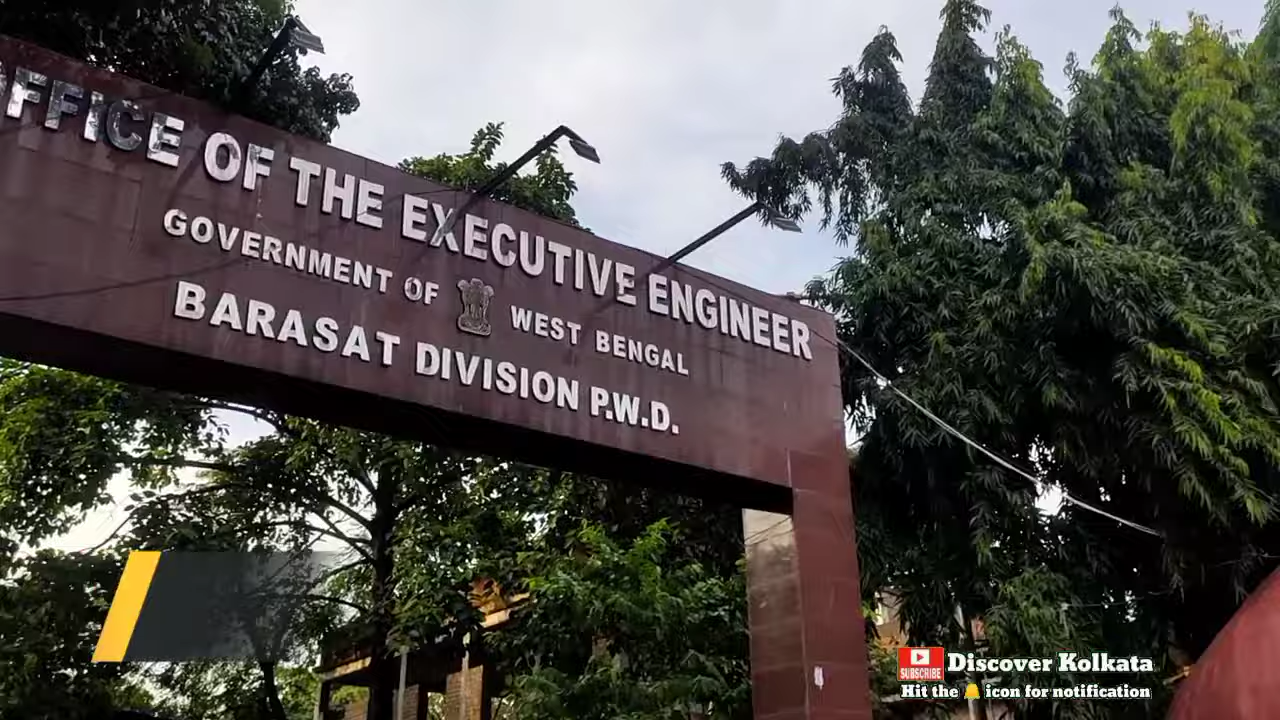 OFFICE OF THE EXECUTIVE ENGINEER
GOVERNMENT OF WEST BENGAL
BARASAT DIVISION P.W.D.
SUBSCRIBE Discover Kolkata
Hit the icon for notification